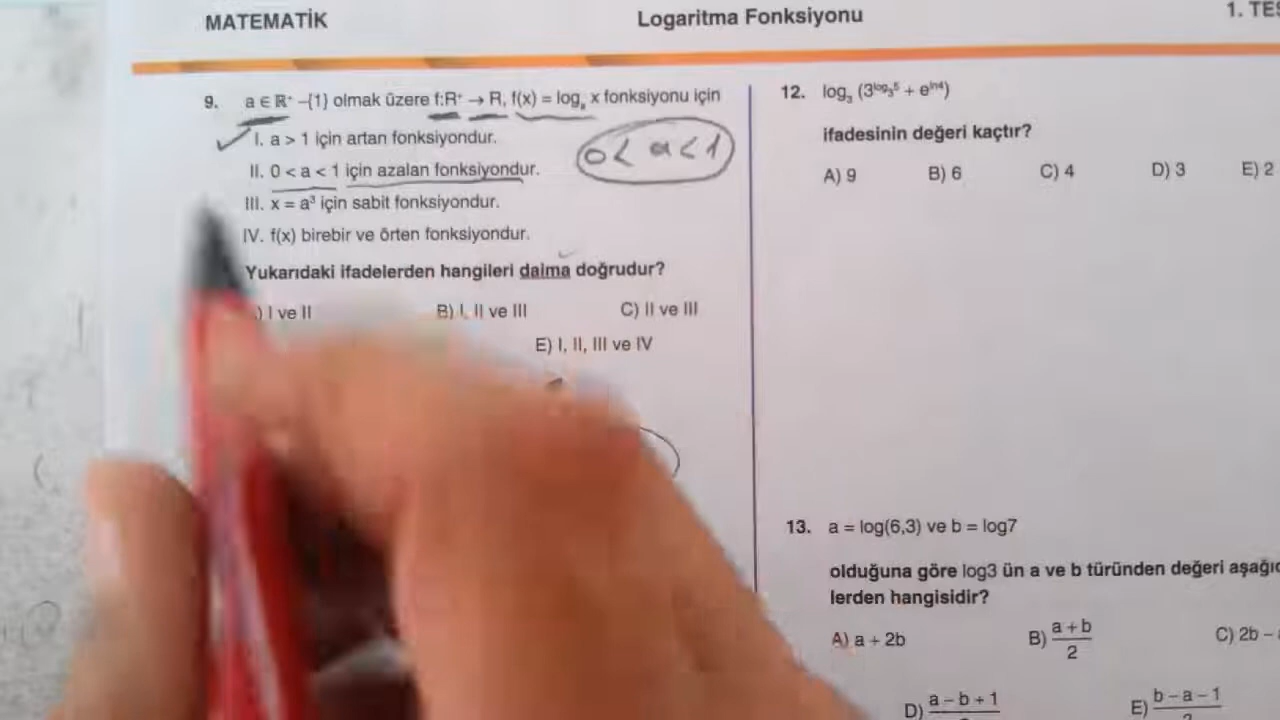 MATEMATİK
Logaritma Fonksiyonu
1. TES
9. a ∈ R⁺ –{1} olmak üzere f:R⁺ → R, f(x) = logₐ x fonksiyonu için
I. a > 1 için artan fonksiyondur.
0 < a < 1
II. 0 < a < 1 için azalan fonksiyondur.
III. x = a³ için sabit fonksiyondur.
IV. f(x) birebir ve örten fonksiyondur.
Yukarıdaki ifadelerden hangileri daima doğrudur?
) I ve II
B) I, II ve III
C) II ve III
E) I, II, III ve IV
12. log₃ (3^log₃5 + e^ln4)
ifadesinin değeri kaçtır?
A) 9
B) 6
C) 4
D) 3
E) 2
13. a = log(6,3) ve b = log7
olduğuna göre log3 ün a ve b türünden değeri aşağıd
lerden hangisidir?
A) a + 2b
B) a + b
2
C) 2b –
D) a – b + 1
E) b – a – 1